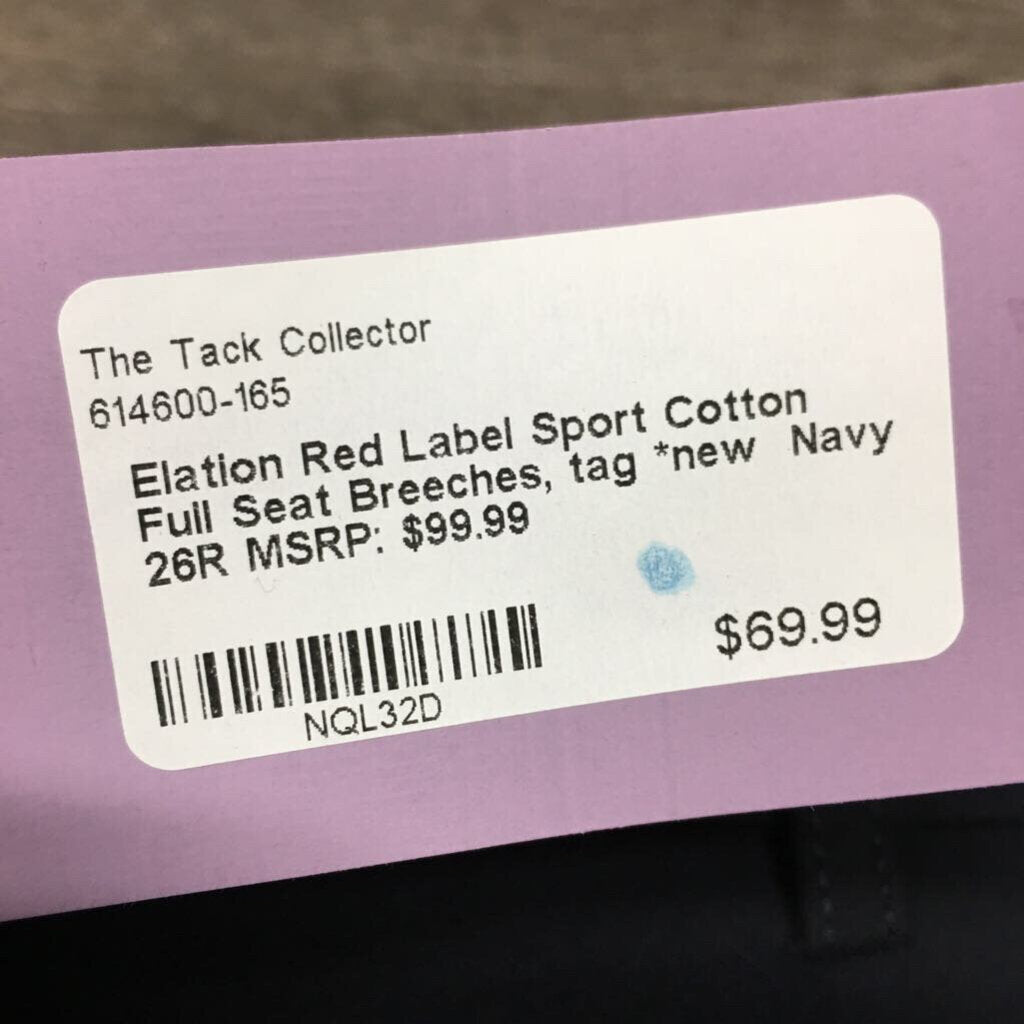 The Tack Collector
614600-165
Elation Red Label Sport Cotton
Full Seat Breeches, tag *new Navy
26R MSRP: $99.99
$69.99
NQL32D